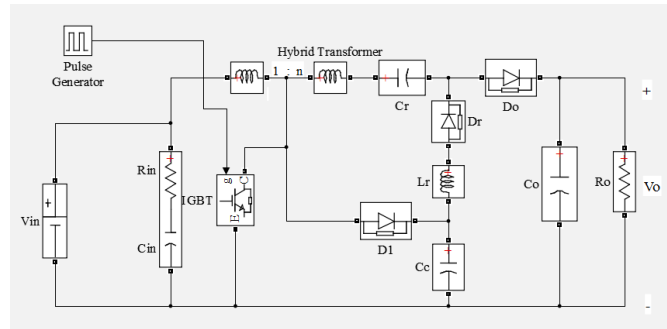 Hybrid Transformer
Pulse
Generator
1 : n
Cr
Do
+
Dr
Rin
g
C
IGBT
E
Lr
Vin
Cin
D1
Cc
Co
Ro
Vo
-